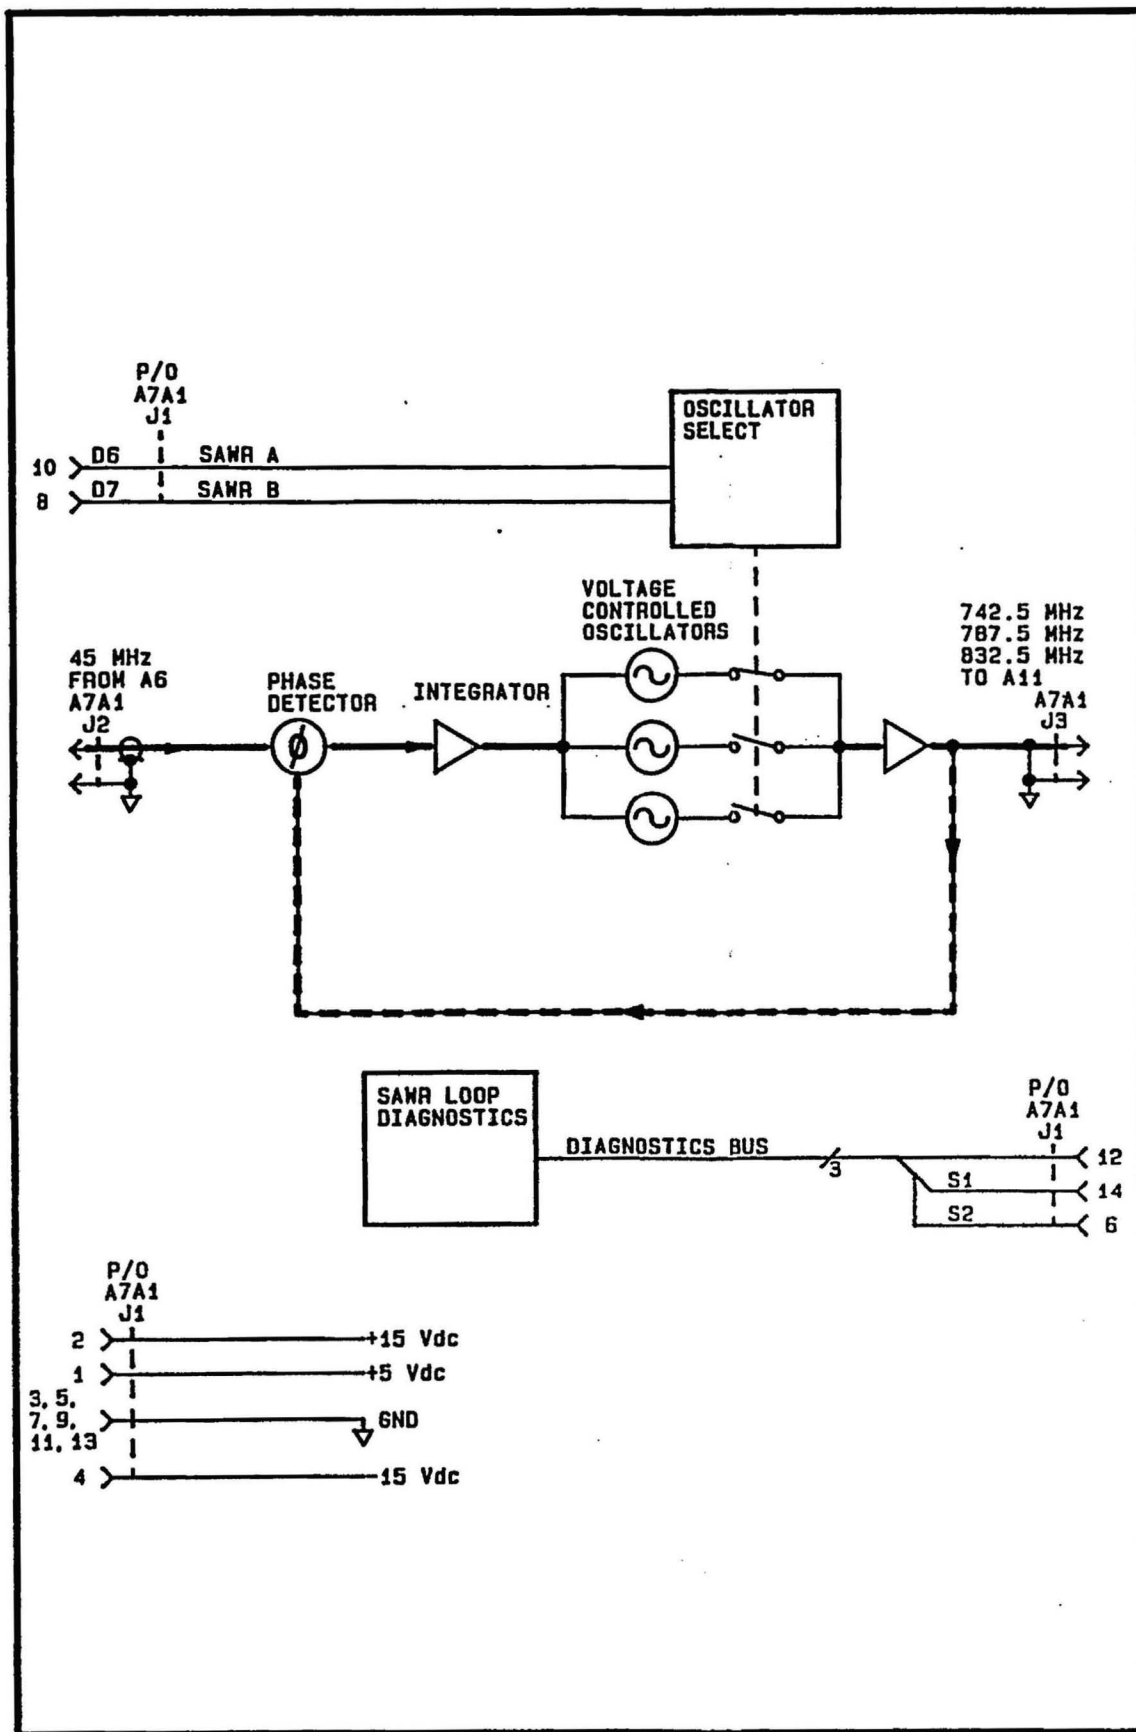 P/O
A7A1
J1
10 D6 SAWR A
8 D7 SAWR B
OSCILLATOR
SELECT
VOLTAGE
CONTROLLED
OSCILLATORS
742.5 MHz
787.5 MHz
832.5 MHz
TO A11
A7A1
J3
45 MHz
FROM A6
A7A1
J2
PHASE
DETECTOR
INTEGRATOR
SAWR LOOP
DIAGNOSTICS
DIAGNOSTICS BUS
3
P/O
A7A1
J1
12
S1 14
S2 6
P/O
A7A1
J1
2 +15 Vdc
1 +5 Vdc
3, 5,
7, 9, GND
11, 13
4 -15 Vdc